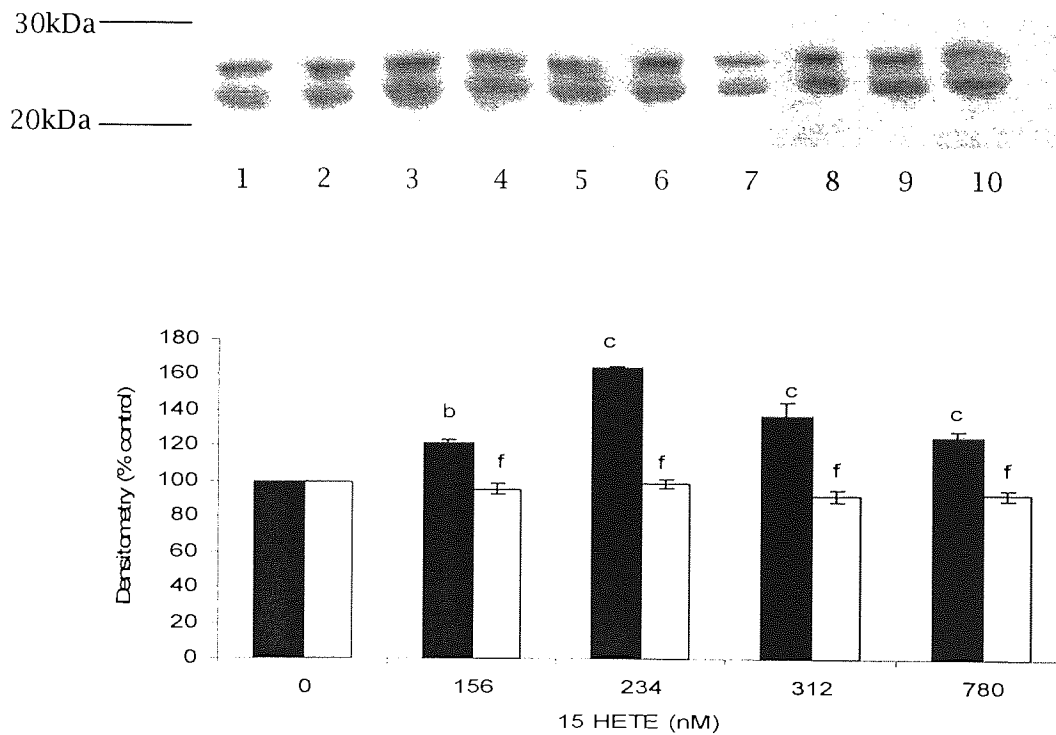 30kDa
20kDa
1 2 3 4 5 6 7 8 9 10
180
160
140
120
100
80
60
40
20
0
Densitometry (% control)
b
f
c
f
c
f
c
f
0 156 234 312 780
15 HETE (nM)